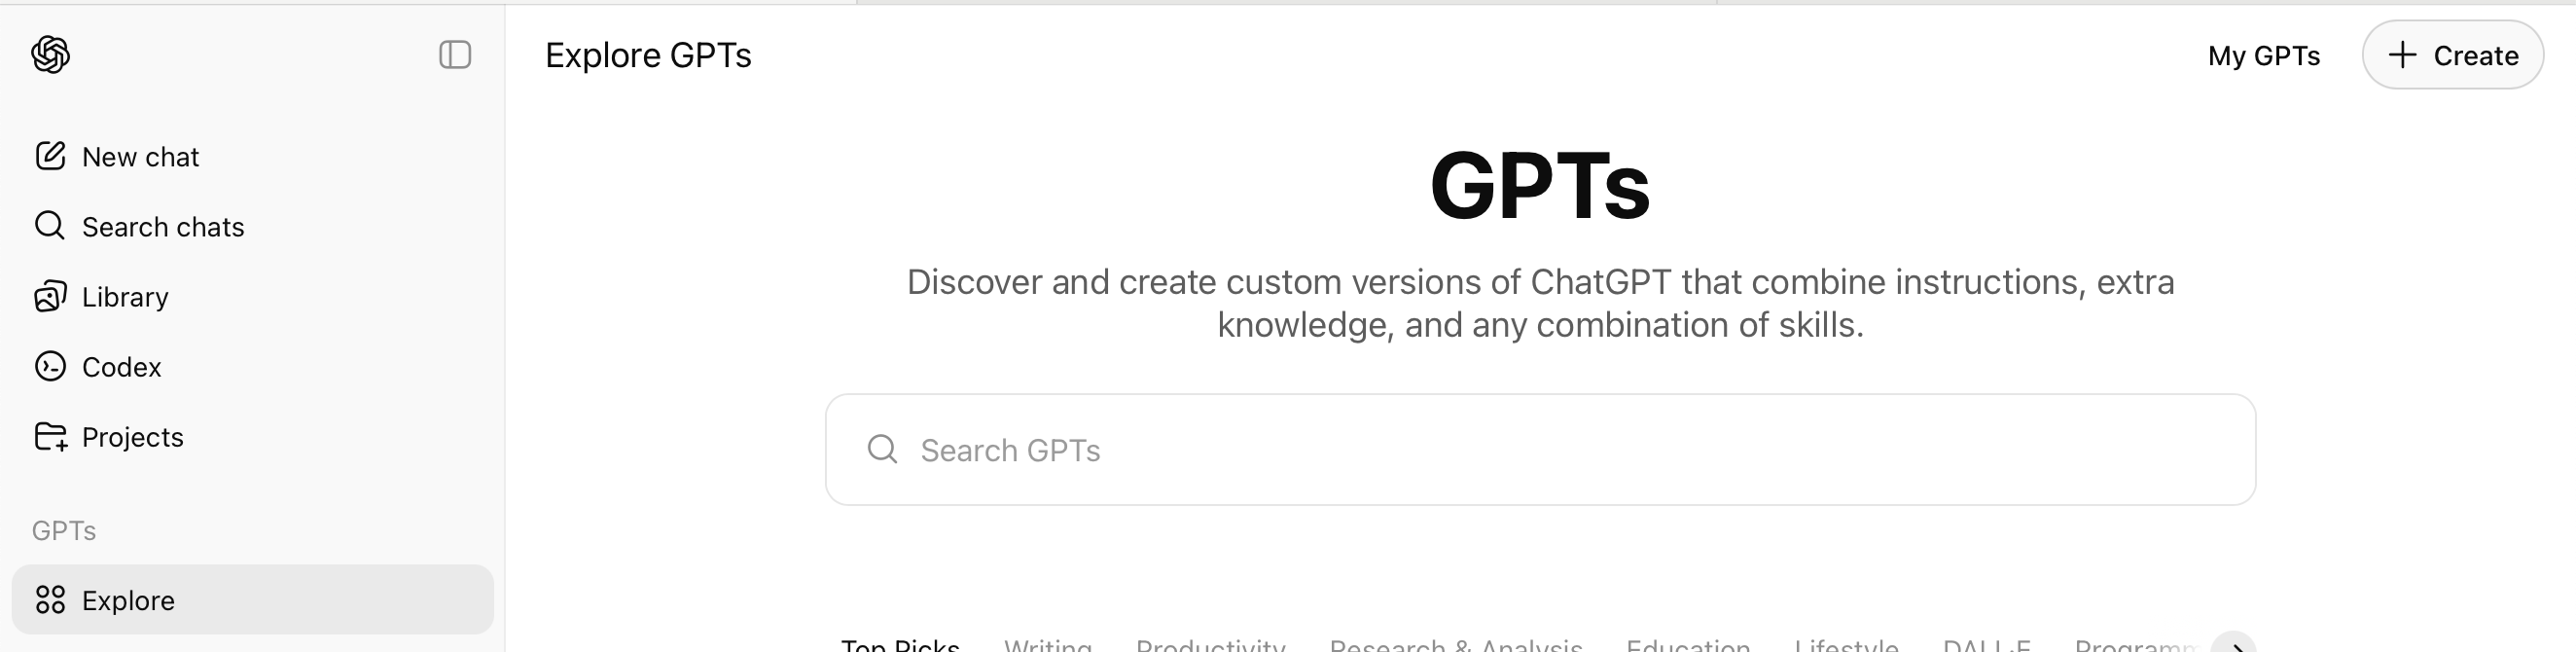 Explore GPTs
My GPTs
Create
New chat
Search chats
Library
Codex
Projects
GPTs
Explore
GPTs
Discover and create custom versions of ChatGPT that combine instructions, extra
knowledge, and any combination of skills.
Search GPTs
Top Picks Writing Productivity Research & Analysis Education Lifestyle DALL·E